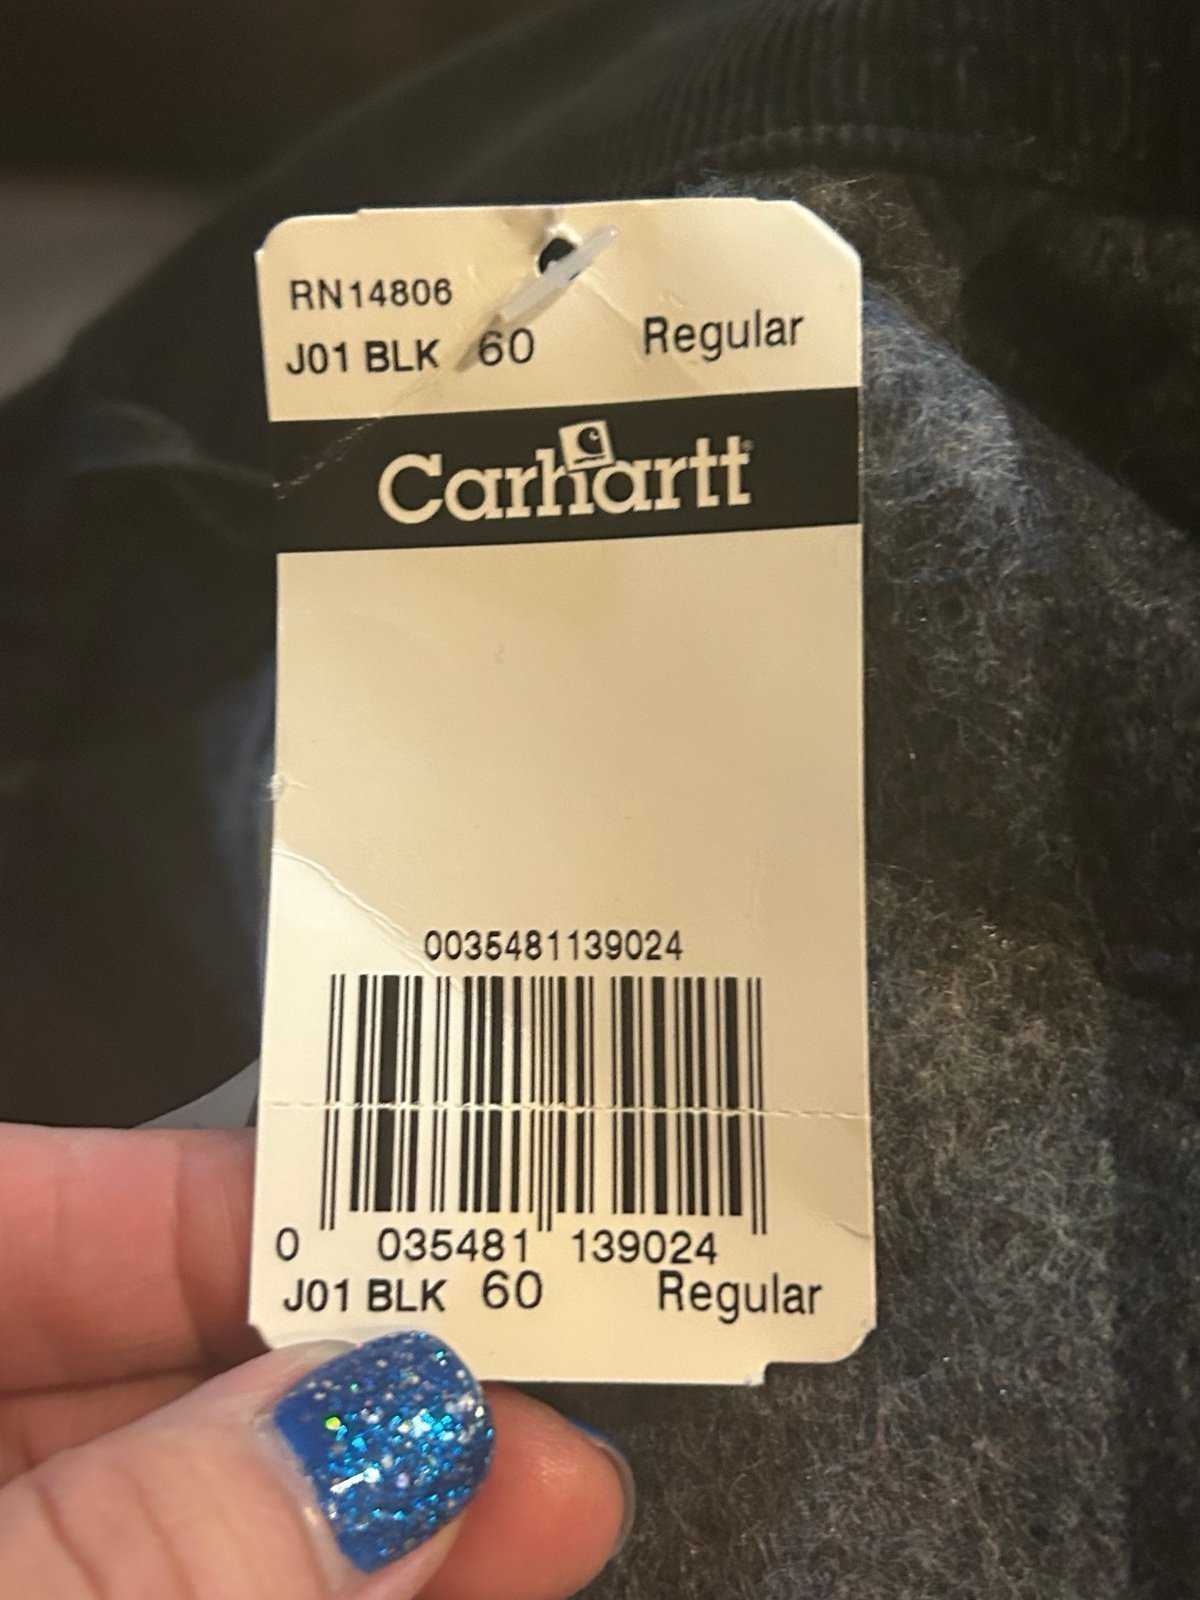 RN14806
J01 BLK 60 Regular
Carhartt
0035481139024
0 035481 139024
J01 BLK 60 Regular